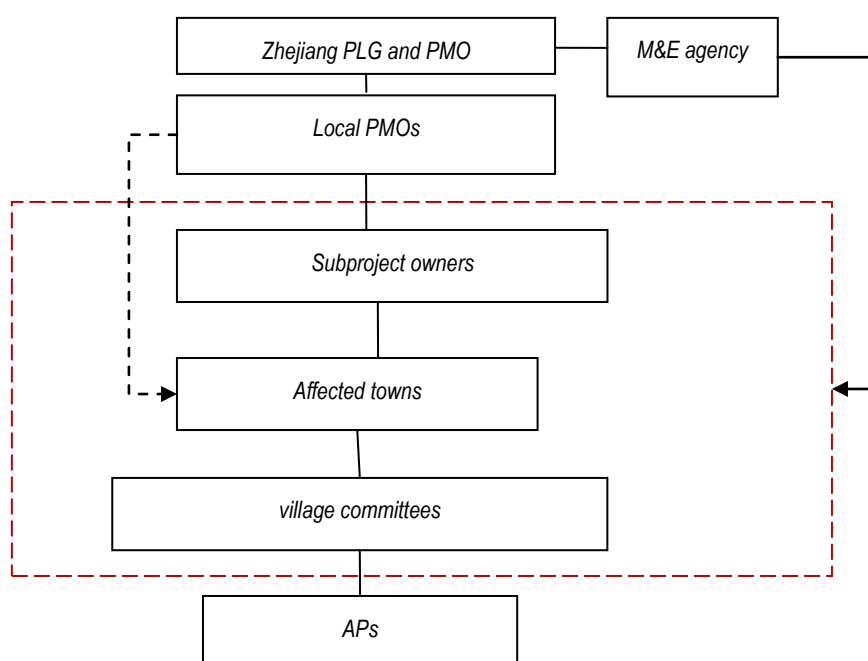 Zhejiang PLG and PMO
M&E agency
Local PMOs
Subproject owners
Affected towns
village committees
APs